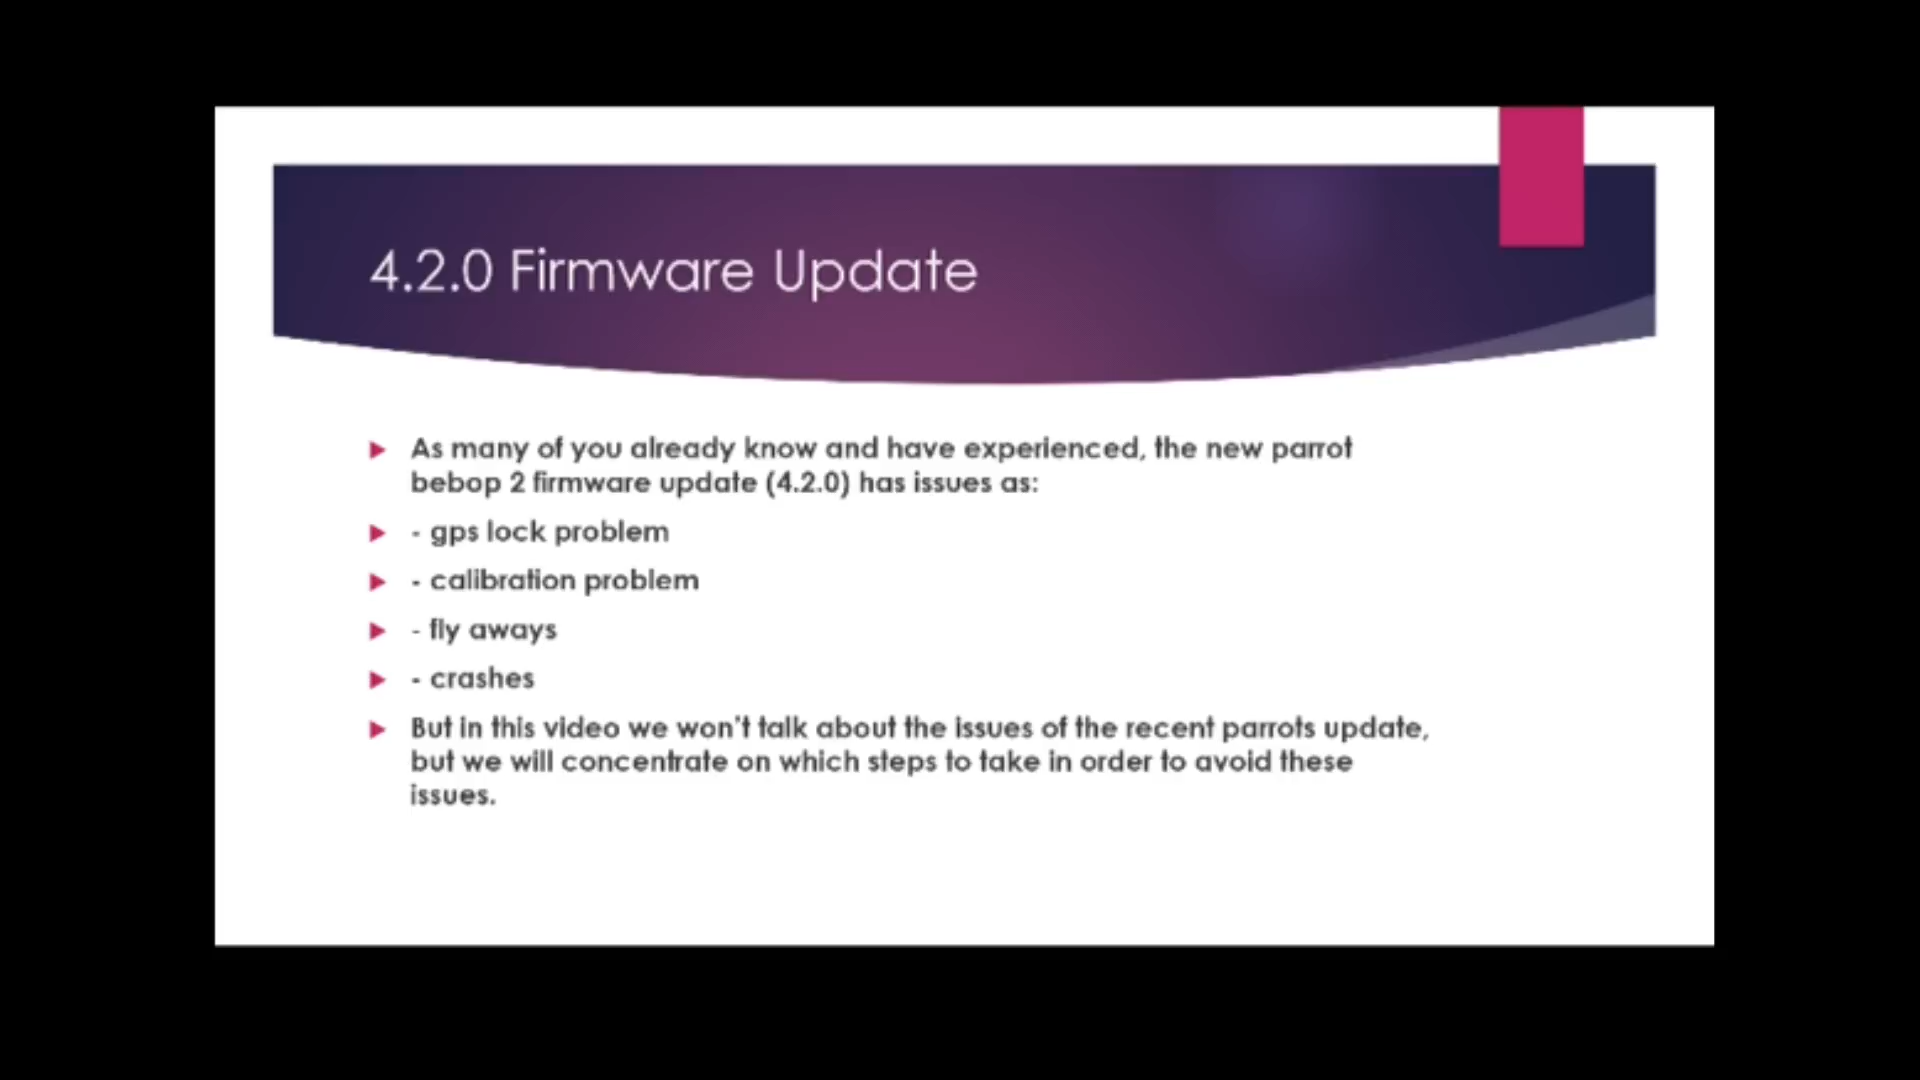 4.2.0 Firmware Update
As many of you already know and have experienced, the new parrot
bebop 2 firmware update (4.2.0) has issues as:
- gps lock problem
- calibration problem
- fly aways
- crashes
But in this video we won't talk about the issues of the recent parrots update,
but we will concentrate on which steps to take in order to avoid these
issues.